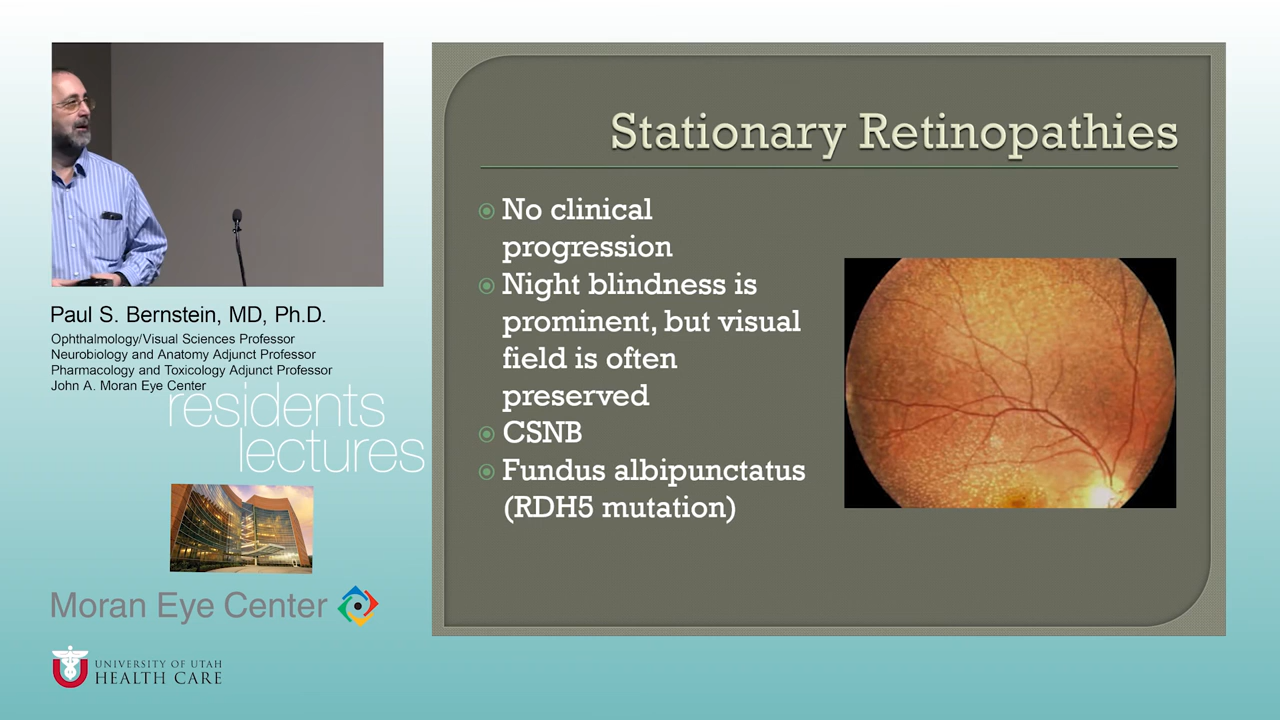 Paul S. Bernstein, MD, Ph.D.
Ophthalmology/Visual Sciences Professor
Neurobiology and Anatomy Adjunct Professor
Pharmacology and Toxicology Adjunct Professor
John A. Moran Eye Center
residents
lectures
Moran Eye Center
UNIVERSITY OF UTAH
HEALTH CARE
Stationary Retinopathies
No clinical
progression
Night blindness is
prominent, but visual
field is often
preserved
CSNB
Fundus albipunctatus
(RDH5 mutation)